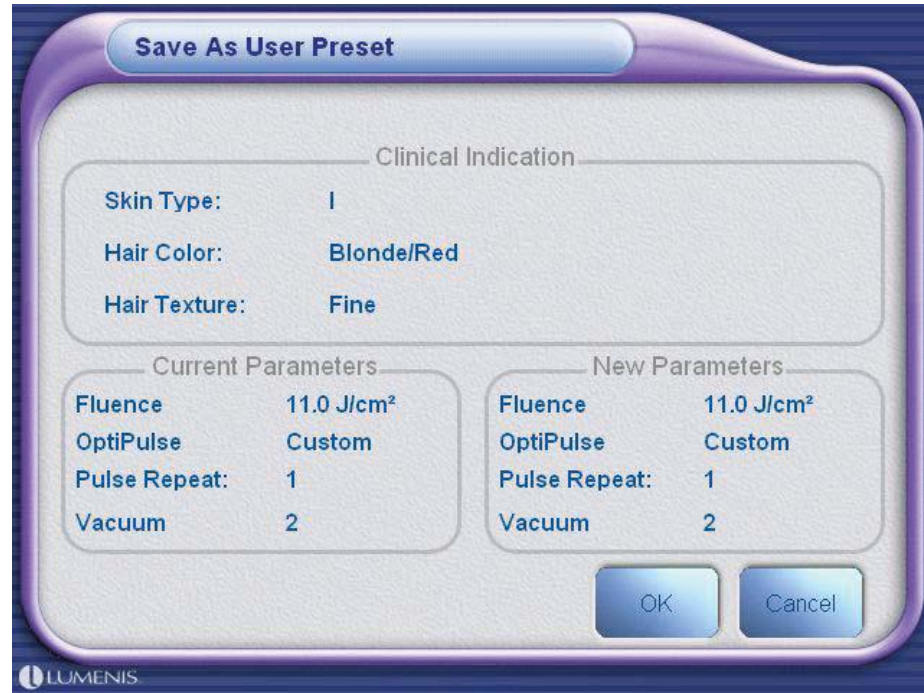 Save As User Preset
Clinical Indication
Skin Type: I
Hair Color: Blonde/Red
Hair Texture: Fine
Current Parameters
Fluence 11.0 J/cm²
OptiPulse Custom
Pulse Repeat: 1
Vacuum 2
New Parameters
Fluence 11.0 J/cm²
OptiPulse Custom
Pulse Repeat: 1
Vacuum 2
OK Cancel
LUMENIS